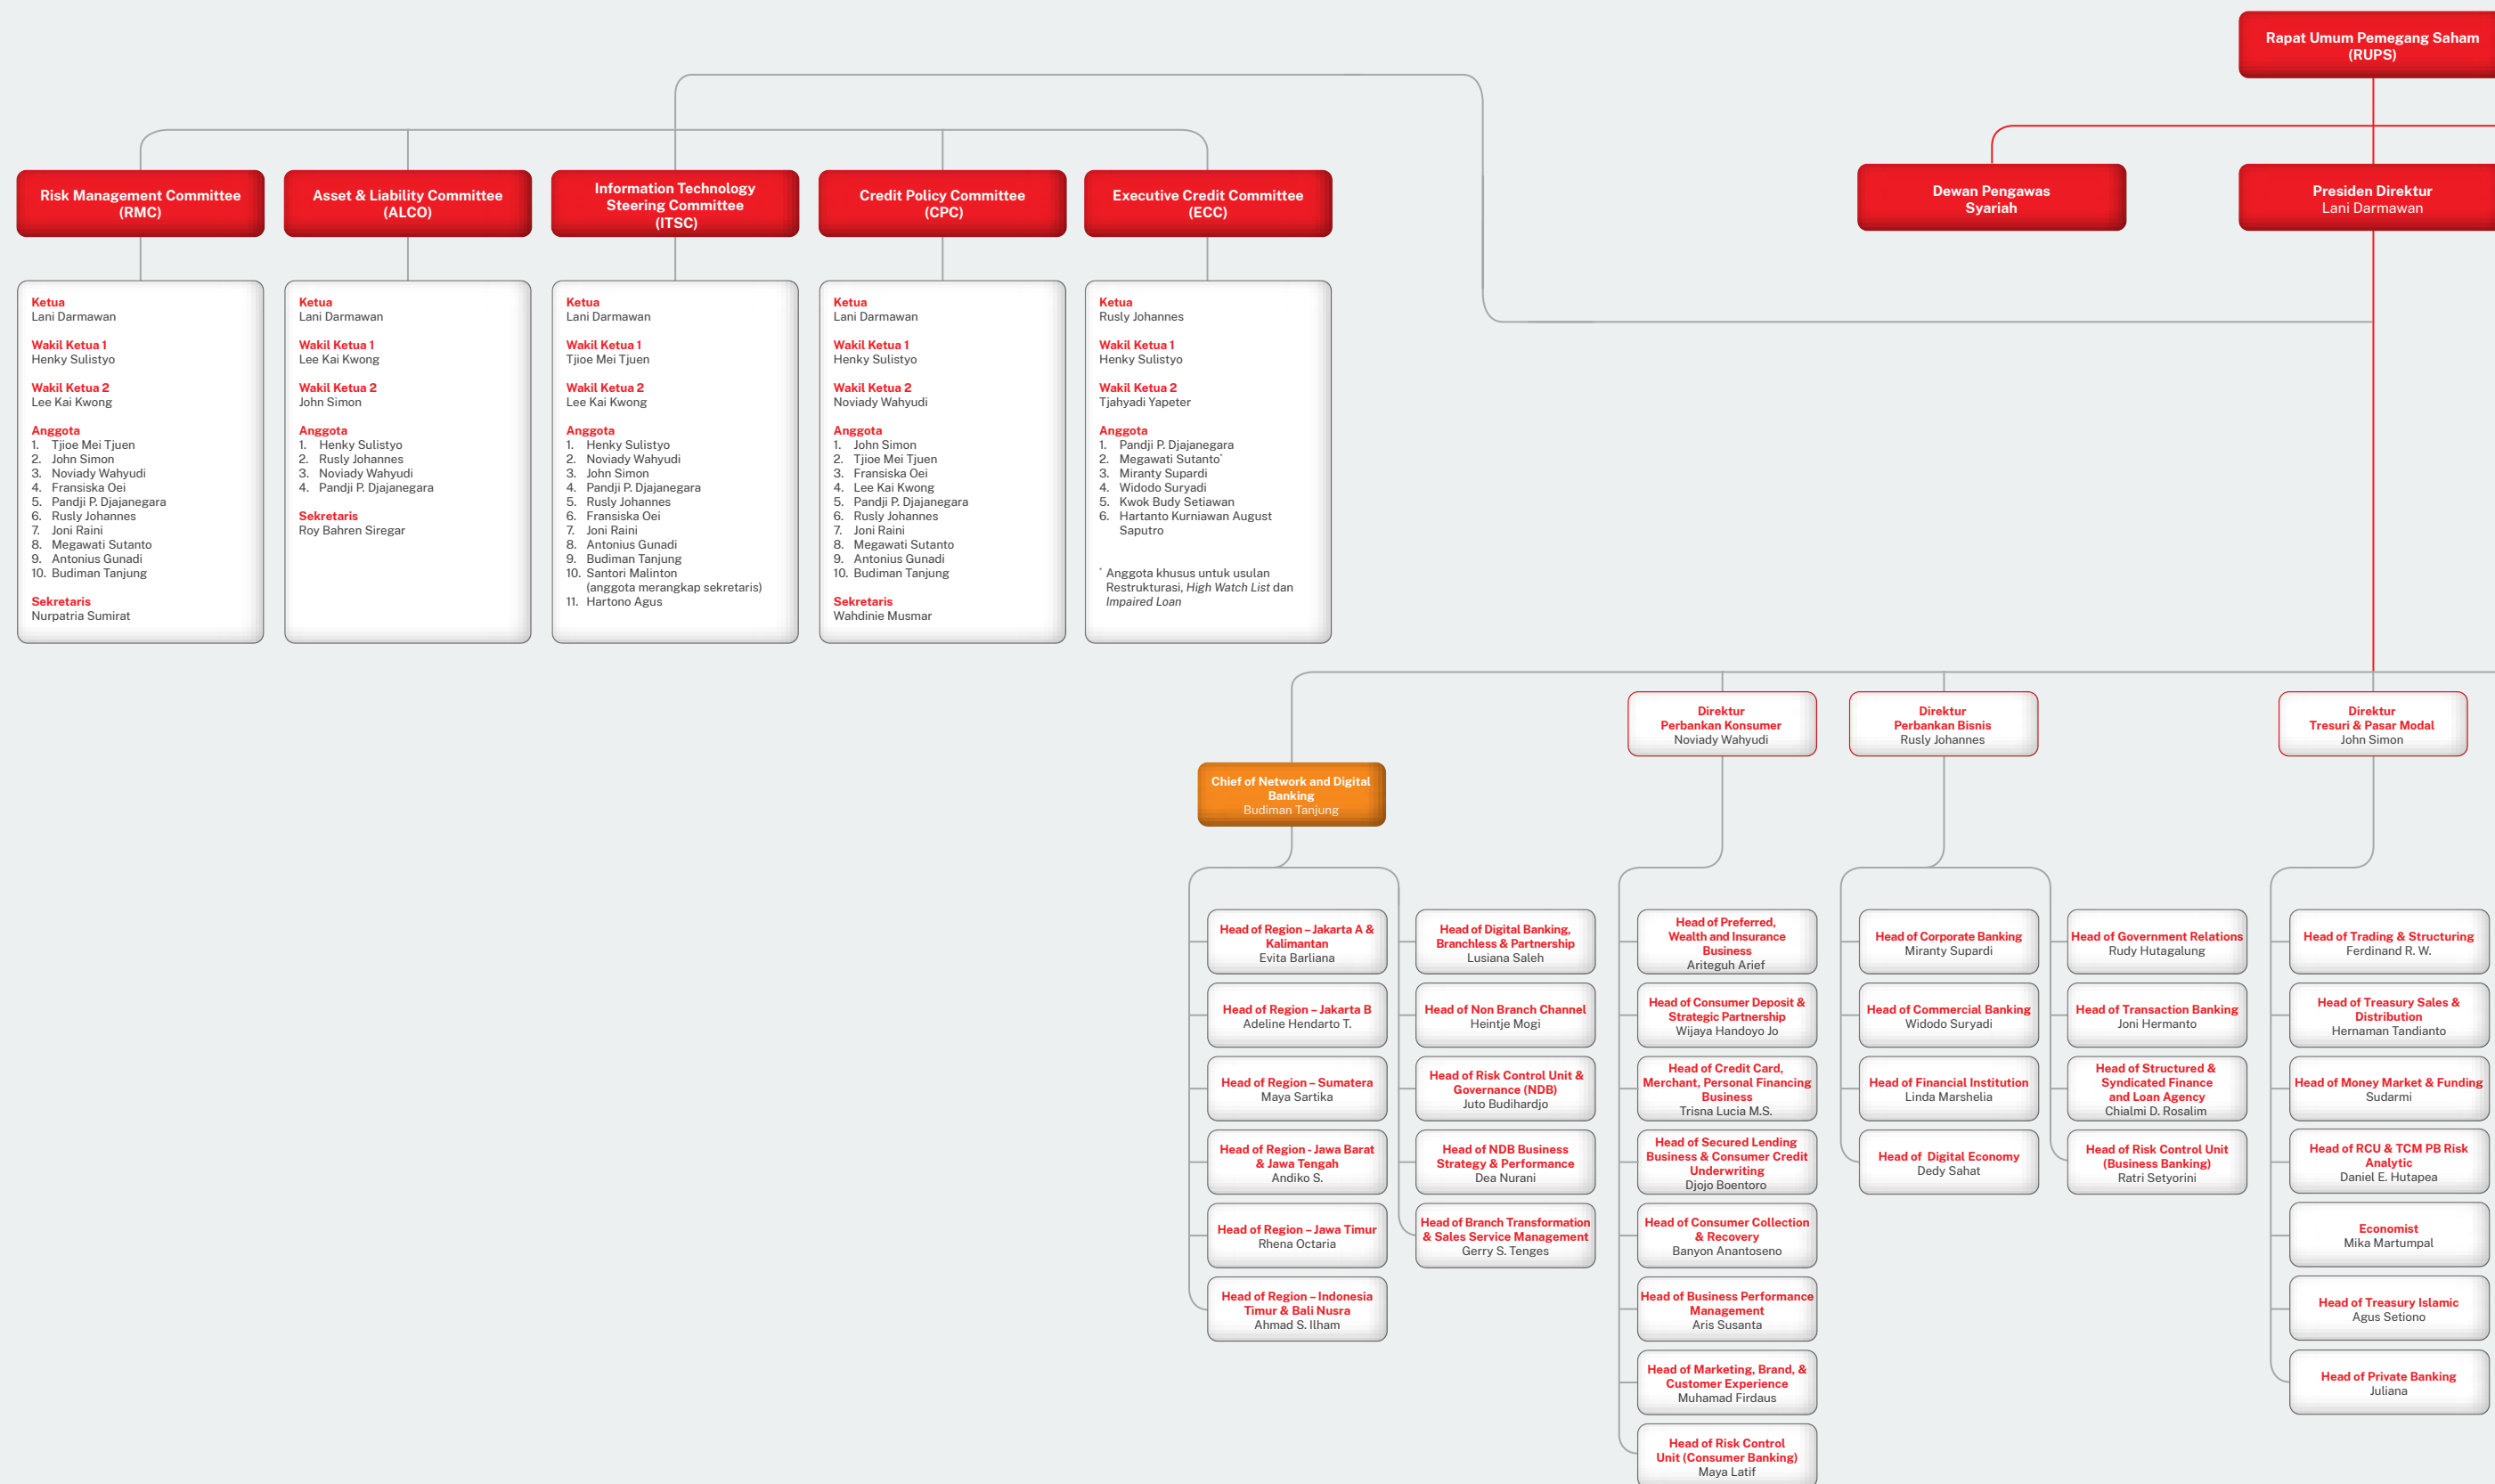 Rapat Umum Pemegang Saham
(RUPS)
Dewan Pengawas
Syariah
Presiden Direktur
Lani Darmawan
Risk Management Committee
(RMC)
Ketua
Lani Darmawan
Wakil Ketua 1
Henky Sulistyo
Wakil Ketua 2
Lee Kai Kwong
Anggota
1. Tjioe Mei Tjuen
2. John Simon
3. Noviady Wahyudi
4. Fransiska Oei
5. Pandji P. Djajanegara
6. Rusly Johannes
7. Joni Raini
8. Megawati Sutanto
9. Antonius Gunadi
10. Budiman Tanjung
Sekretaris
Nurpatria Sumirat
Asset & Liability Committee
(ALCO)
Ketua
Lani Darmawan
Wakil Ketua 1
Lee Kai Kwong
Wakil Ketua 2
John Simon
Anggota
1. Henky Sulistyo
2. Rusly Johannes
3. Noviady Wahyudi
4. Pandji P. Djajanegara
Sekretaris
Roy Bahren Siregar
Information Technology
Steering Committee
(ITSC)
Ketua
Lani Darmawan
Wakil Ketua 1
Tjioe Mei Tjuen
Wakil Ketua 2
Lee Kai Kwong
Anggota
1. Henky Sulistyo
2. Noviady Wahyudi
3. John Simon
4. Pandji P. Djajanegara
5. Rusly Johannes
6. Fransiska Oei
7. Joni Raini
8. Antonius Gunadi
9. Budiman Tanjung
10. Santori Malinton
(anggota merangkap sekretaris)
11. Hartono Agus
Credit Policy Committee
(CPC)
Ketua
Lani Darmawan
Wakil Ketua 1
Henky Sulistyo
Wakil Ketua 2
Noviady Wahyudi
Anggota
1. John Simon
2. Tjioe Mei Tjuen
3. Fransiska Oei
4. Lee Kai Kwong
5. Pandji P. Djajanegara
6. Rusly Johannes
7. Joni Raini
8. Megawati Sutanto
9. Antonius Gunadi
10. Budiman Tanjung
Sekretaris
Wahdinie Musmar
Executive Credit Committee
(ECC)
Ketua
Rusly Johannes
Wakil Ketua 1
Henky Sulistyo
Wakil Ketua 2
Tjahyadi Yapeter
Anggota
1. Pandji P. Djajanegara
2. Megawati Sutanto*
3. Miranty Supardi
4. Widodo Suryadi
5. Kwok Budy Setiawan
6. Hartanto Kurniawan August
Saputro
* Anggota khusus untuk usulan
Restrukturasi, High Watch List dan
Impaired Loan
Chief of Network and Digital
Banking
Budiman Tanjung
Head of Region – Jakarta A &
Kalimantan
Evita Barliana
Head of Region – Jakarta B
Adeline Hendarto T.
Head of Region – Sumatera
Maya Sartika
Head of Region - Jawa Barat
& Jawa Tengah
Andiko S.
Head of Region – Jawa Timur
Rhena Octaria
Head of Region – Indonesia
Timur & Bali Nusra
Ahmad S. Ilham
Head of Digital Banking,
Branchless & Partnership
Lusiana Saleh
Head of Non Branch Channel
Heintje Mogi
Head of Risk Control Unit &
Governance (NDB)
Juto Budihardjo
Head of NDB Business
Strategy & Performance
Dea Nurani
Head of Branch Transformation
& Sales Service Management
Gerry S. Tenges
Direktur
Perbankan Konsumer
Noviady Wahyudi
Head of Preferred,
Wealth and Insurance
Business
Ariteguh Arief
Head of Consumer Deposit &
Strategic Partnership
Wijaya Handoyo Jo
Head of Credit Card,
Merchant, Personal Financing
Business
Trisna Lucia M.S.
Head of Secured Lending
Business & Consumer Credit
Underwriting
Djojo Boentoro
Head of Consumer Collection
& Recovery
Banyon Anantoseno
Head of Business Performance
Management
Aris Susanta
Head of Marketing, Brand, &
Customer Experience
Muhamad Firdaus
Head of Risk Control
Unit (Consumer Banking)
Maya Latif
Direktur
Perbankan Bisnis
Rusly Johannes
Head of Corporate Banking
Miranty Supardi
Head of Commercial Banking
Widodo Suryadi
Head of Financial Institution
Linda Marshelia
Head of Digital Economy
Dedy Sahat
Head of Government Relations
Rudy Hutagalung
Head of Transaction Banking
Joni Hermanto
Head of Structured &
Syndicated Finance
and Loan Agency
Chialmi D. Rosalim
Head of Risk Control Unit
(Business Banking)
Ratri Setyorini
Direktur
Tresuri & Pasar Modal
John Simon
Head of Trading & Structuring
Ferdinand R. W.
Head of Treasury Sales &
Distribution
Hernaman Tandianto
Head of Money Market & Funding
Sudarmi
Head of RCU & TCM PB Risk
Analytic
Daniel E. Hutapea
Economist
Mika Martumpal
Head of Treasury Islamic
Agus Setiono
Head of Private Banking
Juliana